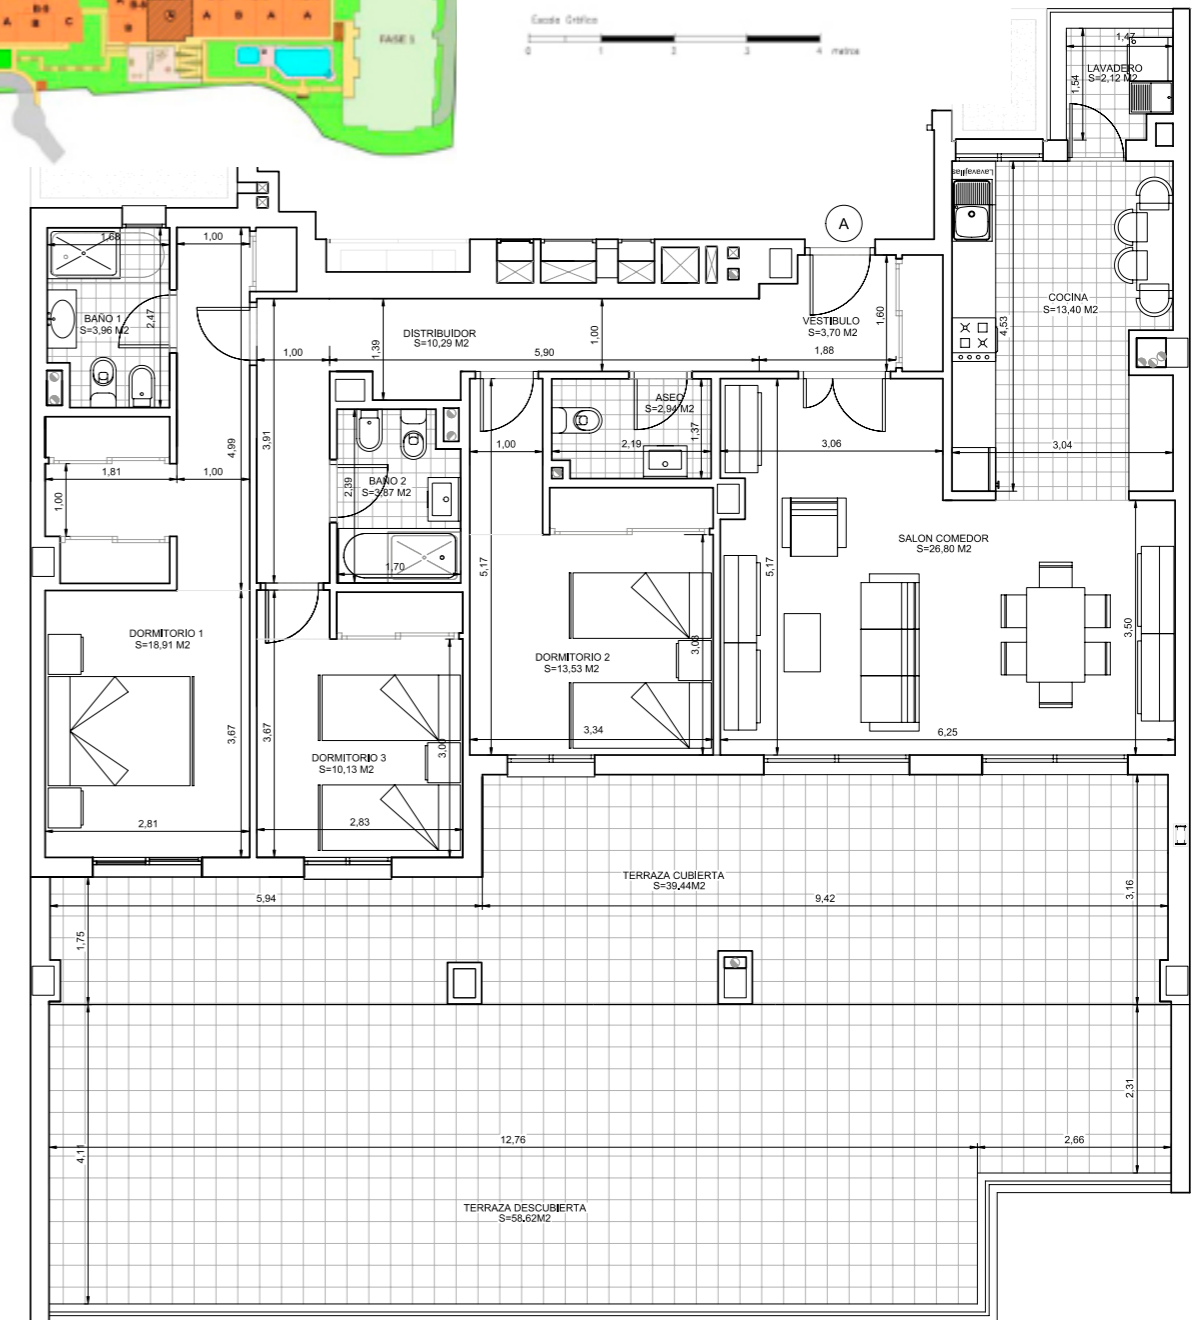 A B C
B
A B A A
FASE 3
Escala Gráfica
0 1 2 3 4 metros
1,47
LAVADERO
S=2,12 M2
1,54
Lavavajillas
A
1,68
1,00
BAÑO 1
S=3,96 M2
2,47
COCINA
S=13,40 M2
4,53
DISTRIBUIDOR
S=10,29 M2
VESTIBULO
S=3,70 M2
1,60
1,00
1,39
1,00
5,90
1,88
ASEO
S=2,94 M2
1,37
2,19
1,00
3,06
3,04
4,99
3,91
1,81
1,00
1,00
BAÑO 2
S=3,87 M2
2,39
1,70
SALON COMEDOR
S=26,80 M2
5,17
5,17
3,50
DORMITORIO 1
S=18,91 M2
DORMITORIO 2
S=13,53 M2
3,03
3,34
6,25
3,67
3,67
3,00
DORMITORIO 3
S=10,13 M2
2,81
2,83
TERRAZA CUBIERTA
S=39.44M2
5,94
9,42
3,16
1,75
2,31
12,76
2,66
4,11
TERRAZA DESCUBIERTA
S=58.62M2